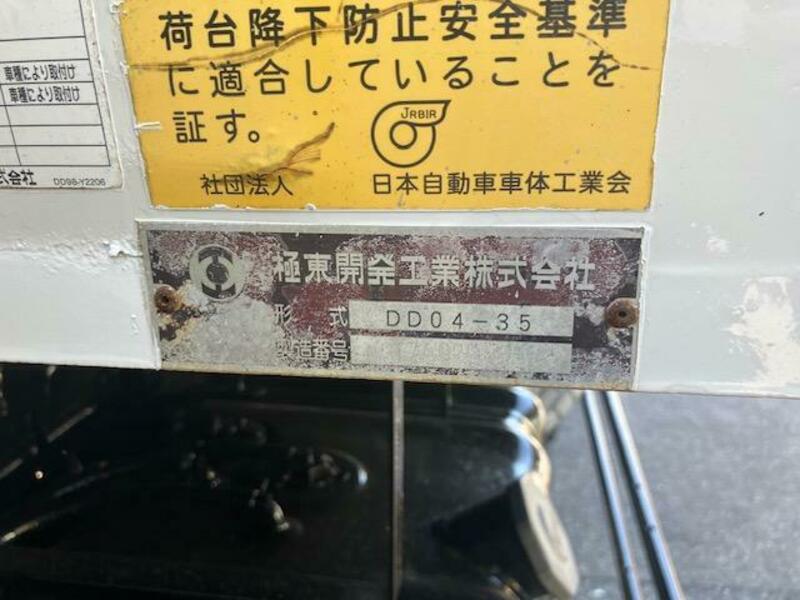 車種により取付け
車種により取付け
式会社
DD98-Y2206
荷台降下防止安全基準
に適合していることを
証す。
JRBIR
社団法人
日本自動車車体工業会
極東開発工業株式会社
形式
DD04-35
製造番号